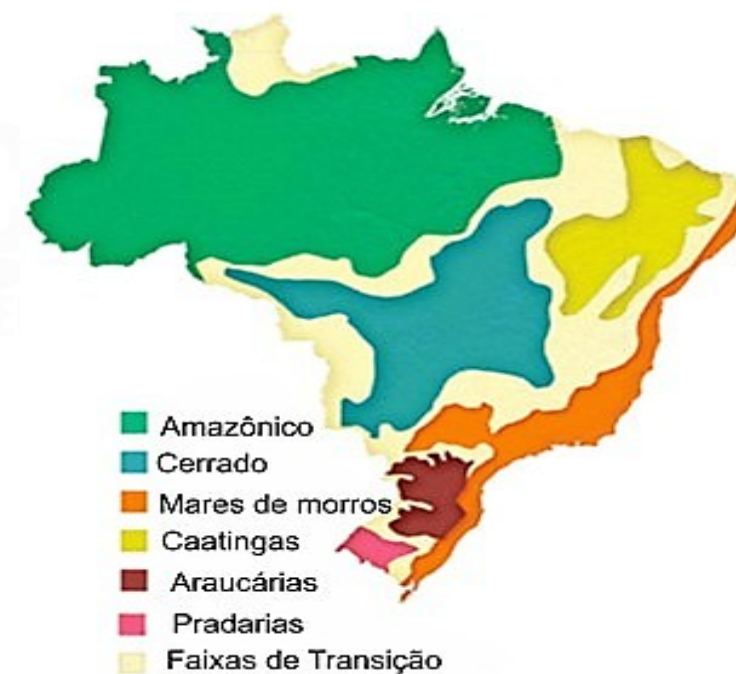 Amazônico
Cerrado
Mares de morros
Caatingas
Araucárias
Pradarias
Faixas de Transição